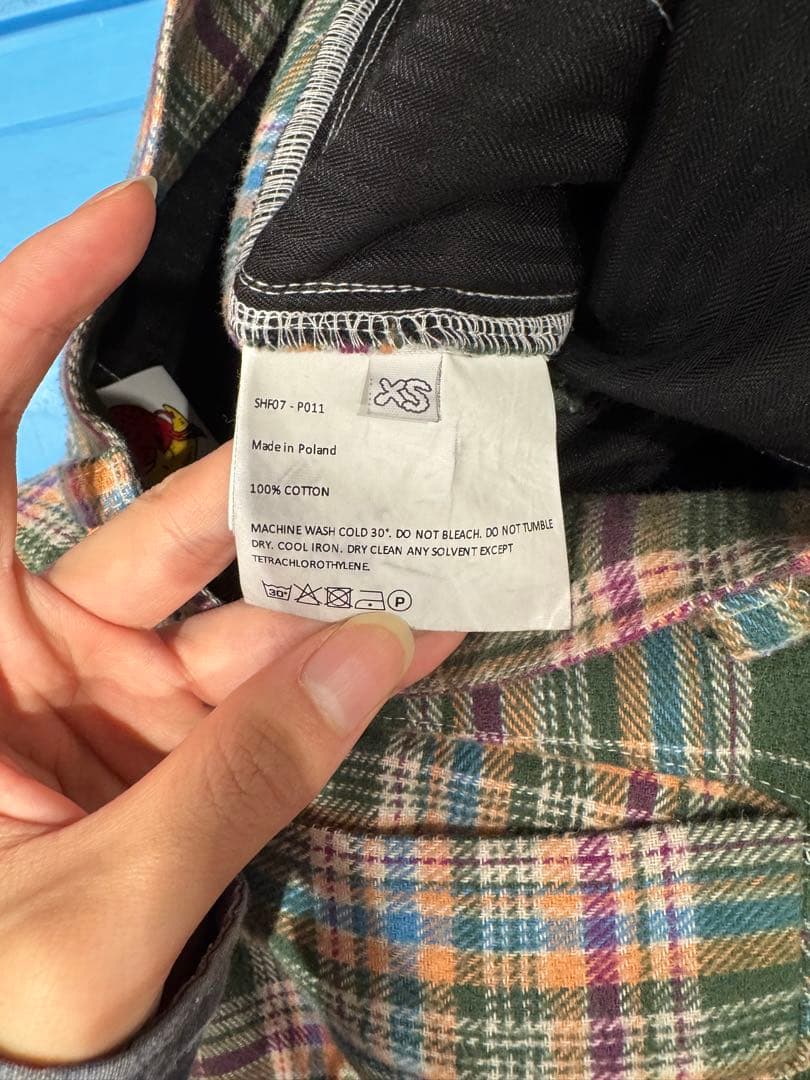 XS
SHF07 - P011
Made in Poland
100% COTTON
MACHINE WASH COLD 30°. DO NOT BLEACH. DO NOT TUMBLE
DRY. COOL IRON. DRY CLEAN ANY SOLVENT EXCEPT
TETRACHLOROTHYLENE.
30° P